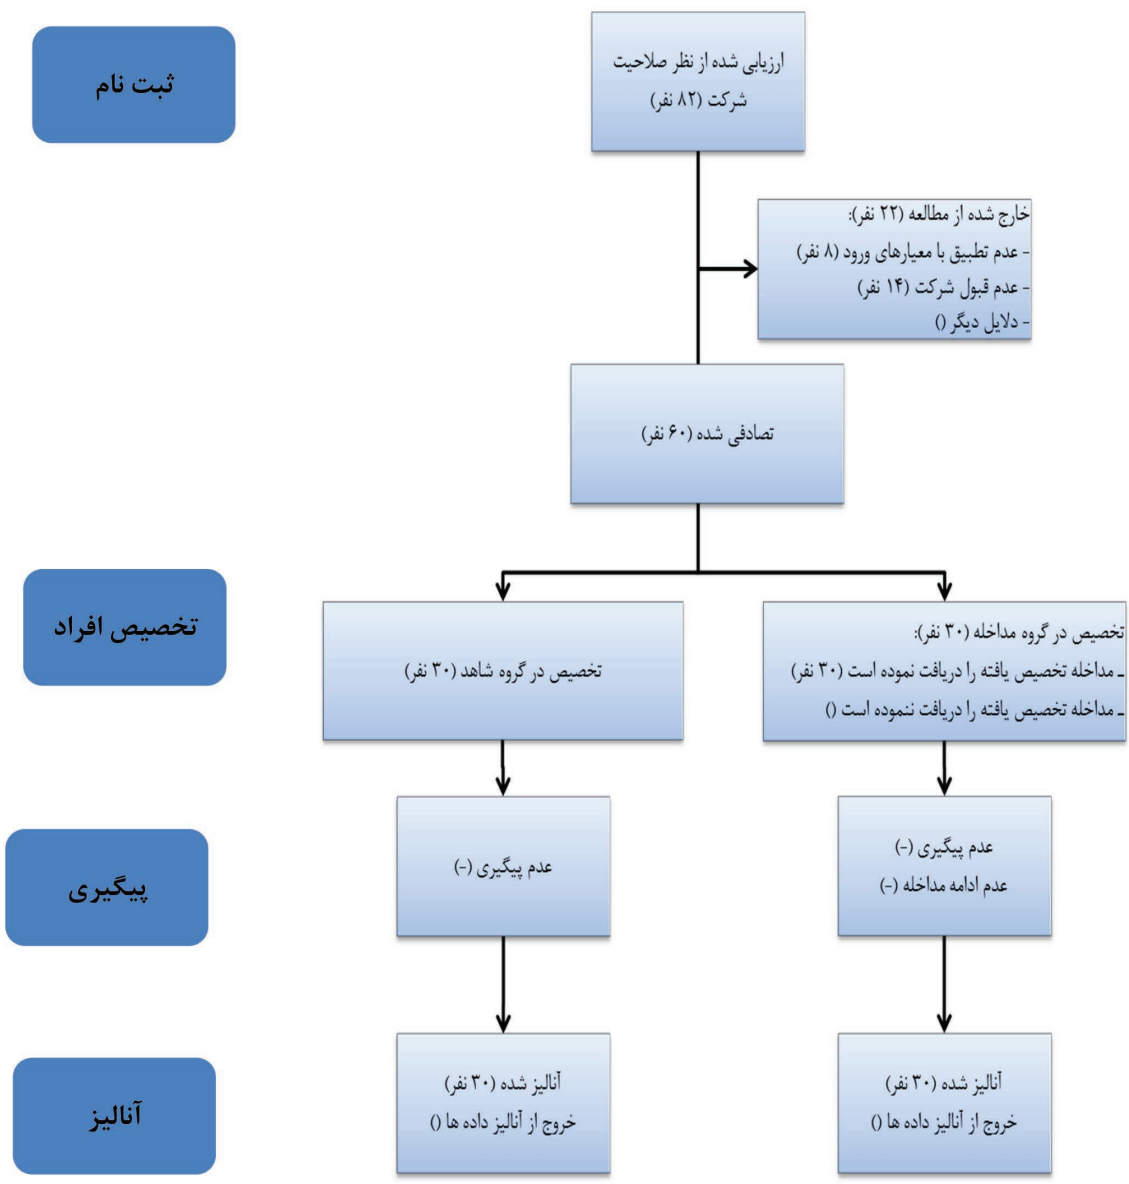 ثبت نام
ارزیابی شده از نظر صلاحیت
شرکت (۸۲ نفر)
خارج شده از مطالعه (۲۲ نفر):
- عدم تطبیق با معیارهای ورود (۸ نفر)
- عدم قبول شرکت (۱۴ نفر)
- دلایل دیگر ()
تصادفی شده (۶۰ نفر)
تخصیص افراد
تخصیص در گروه مداخله (۳۰ نفر):
ـ مداخله تخصیص یافته را دریافت نموده است (۳۰ نفر)
ـ مداخله تخصیص یافته را دریافت ننموده است ()
تخصیص در گروه شاهد (۳۰ نفر)
پیگیری
عدم پیگیری (-)
عدم ادامه مداخله (-)
عدم پیگیری (-)
آنالیز
آنالیز شده (۳۰ نفر)
خروج از آنالیز داده ها ()
آنالیز شده (۳۰ نفر)
خروج از آنالیز داده ها ()